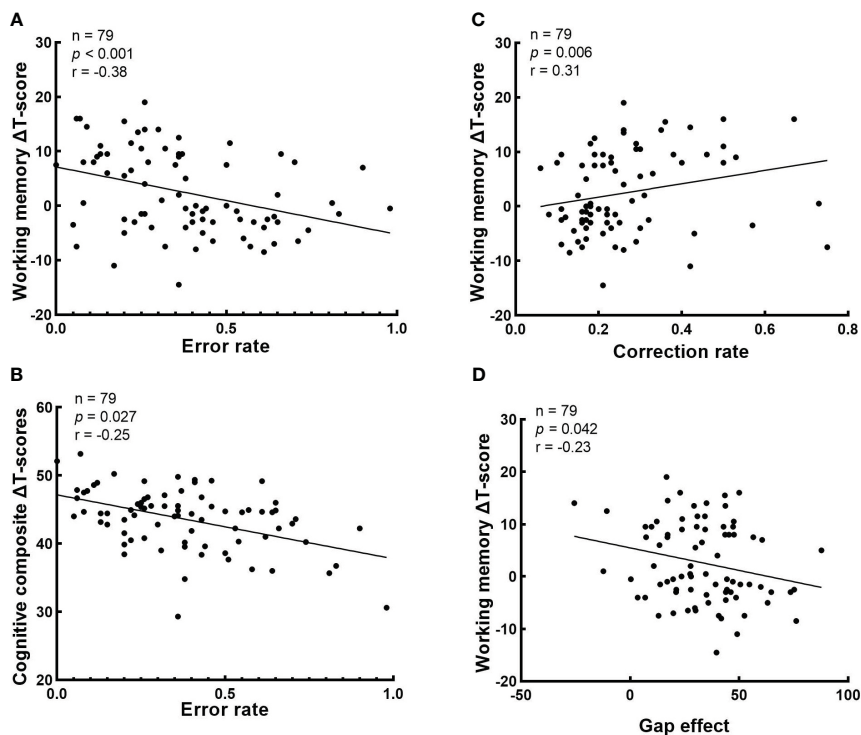 A
n = 79
p < 0.001
r = -0.38
Working memory ΔT-score
30
20
10
0
-10
-20
0.0
0.5
1.0
Error rate
C
n = 79
p = 0.006
r = 0.31
Working memory ΔT-score
30
20
10
0
-10
-20
0.0
0.2
0.4
0.6
0.8
Correction rate
B
n = 79
p = 0.027
r = -0.25
Cognitive composite ΔT-scores
60
50
40
30
20
0.0
0.5
1.0
Error rate
D
n = 79
p = 0.042
r = -0.23
Working memory ΔT-score
30
20
10
0
-10
-20
-50
0
50
100
Gap effect